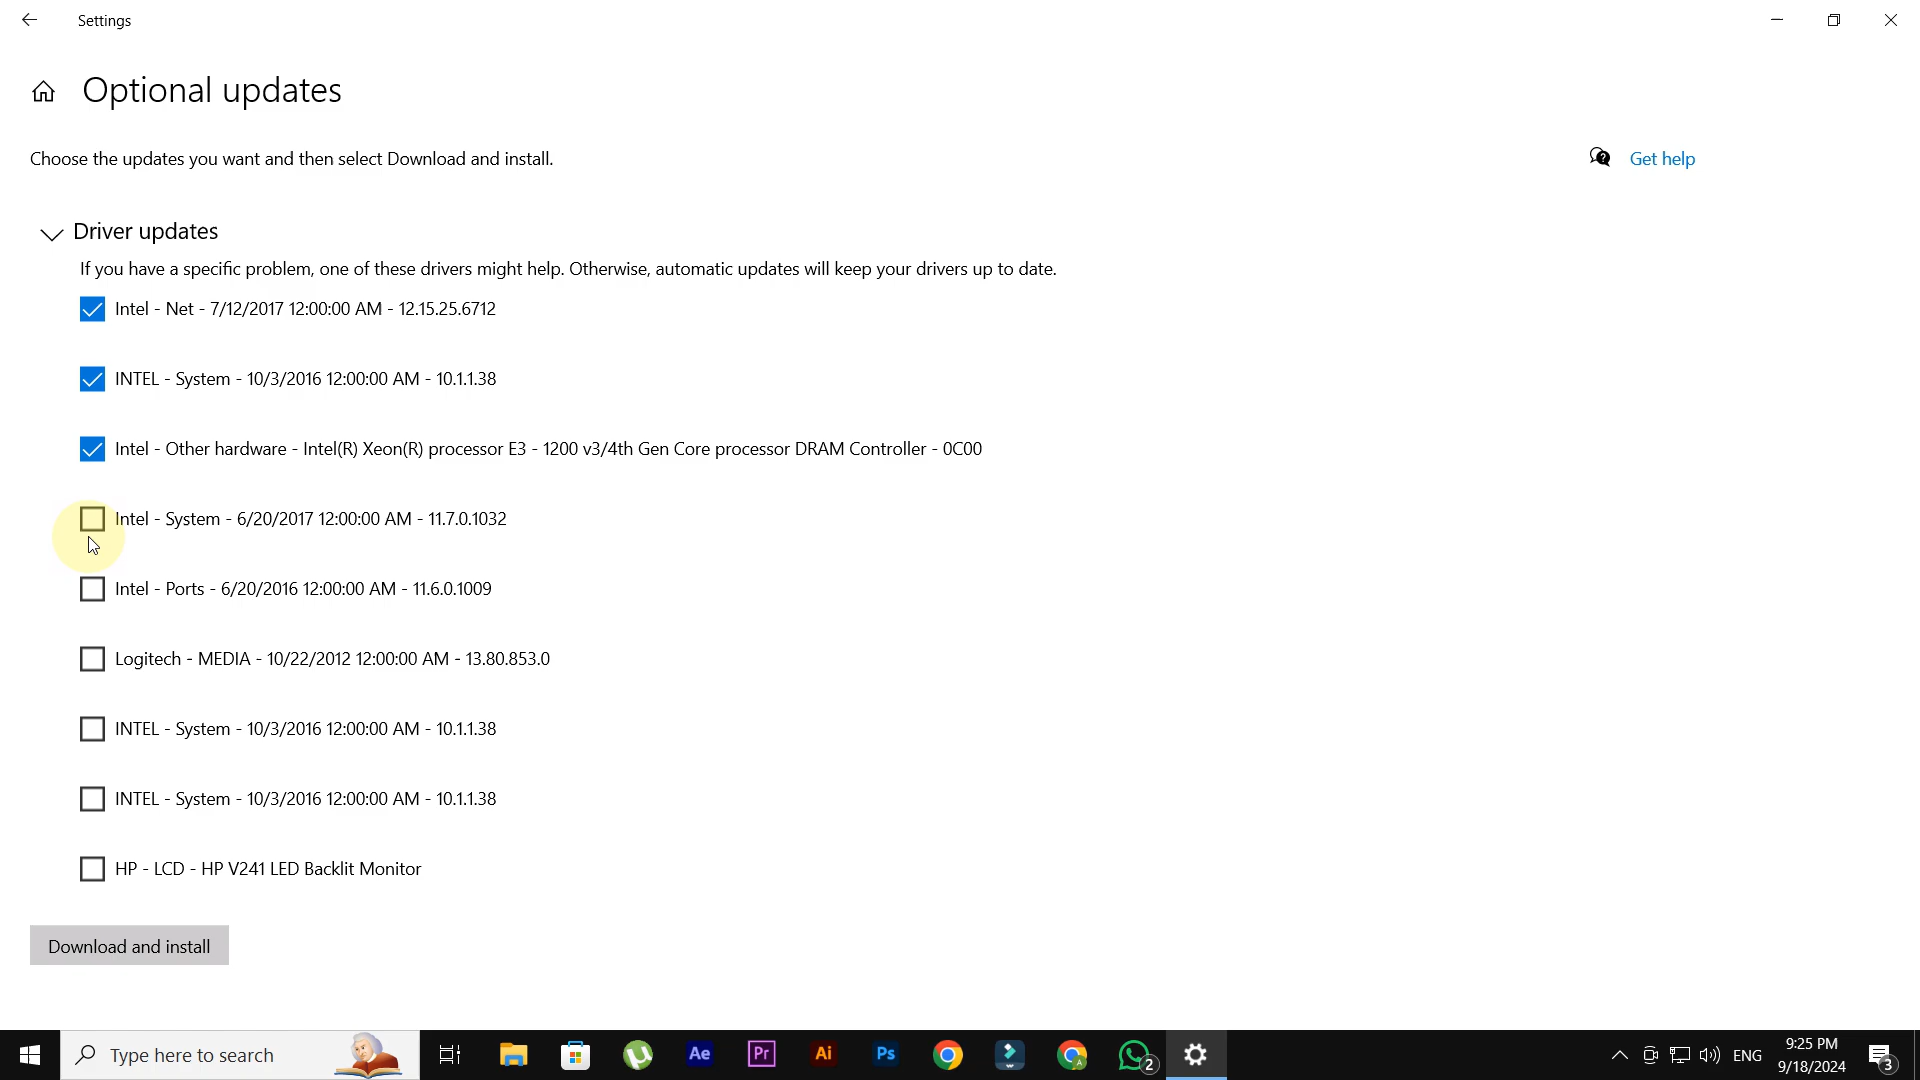 Settings
Optional updates
Choose the updates you want and then select Download and install.
Get help
Driver updates
If you have a specific problem, one of these drivers might help. Otherwise, automatic updates will keep your drivers up to date.
Intel - Net - 7/12/2017 12:00:00 AM - 12.15.25.6712
INTEL - System - 10/3/2016 12:00:00 AM - 10.1.1.38
Intel - Other hardware - Intel(R) Xeon(R) processor E3 - 1200 v3/4th Gen Core processor DRAM Controller - 0C00
Intel - System - 6/20/2017 12:00:00 AM - 11.7.0.1032
Intel - Ports - 6/20/2016 12:00:00 AM - 11.6.0.1009
Logitech - MEDIA - 10/22/2012 12:00:00 AM - 13.80.853.0
INTEL - System - 10/3/2016 12:00:00 AM - 10.1.1.38
INTEL - System - 10/3/2016 12:00:00 AM - 10.1.1.38
HP - LCD - HP V241 LED Backlit Monitor
Download and install
Type here to search
Ae
Pr
Ai
Ps
A
2
ENG
9:25 PM
9/18/2024
3